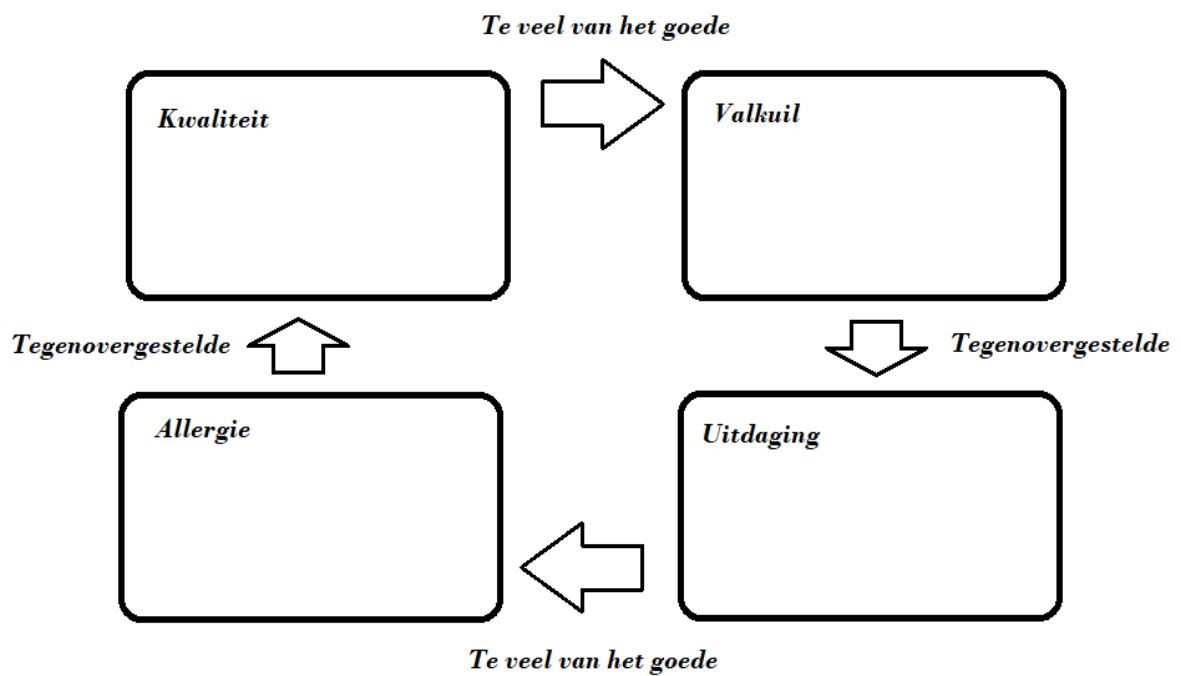 Te veel van het goede
Kwaliteit
Valkuil
Tegenovergestelde
Tegenovergestelde
Allergie
Uitdaging
Te veel van het goede